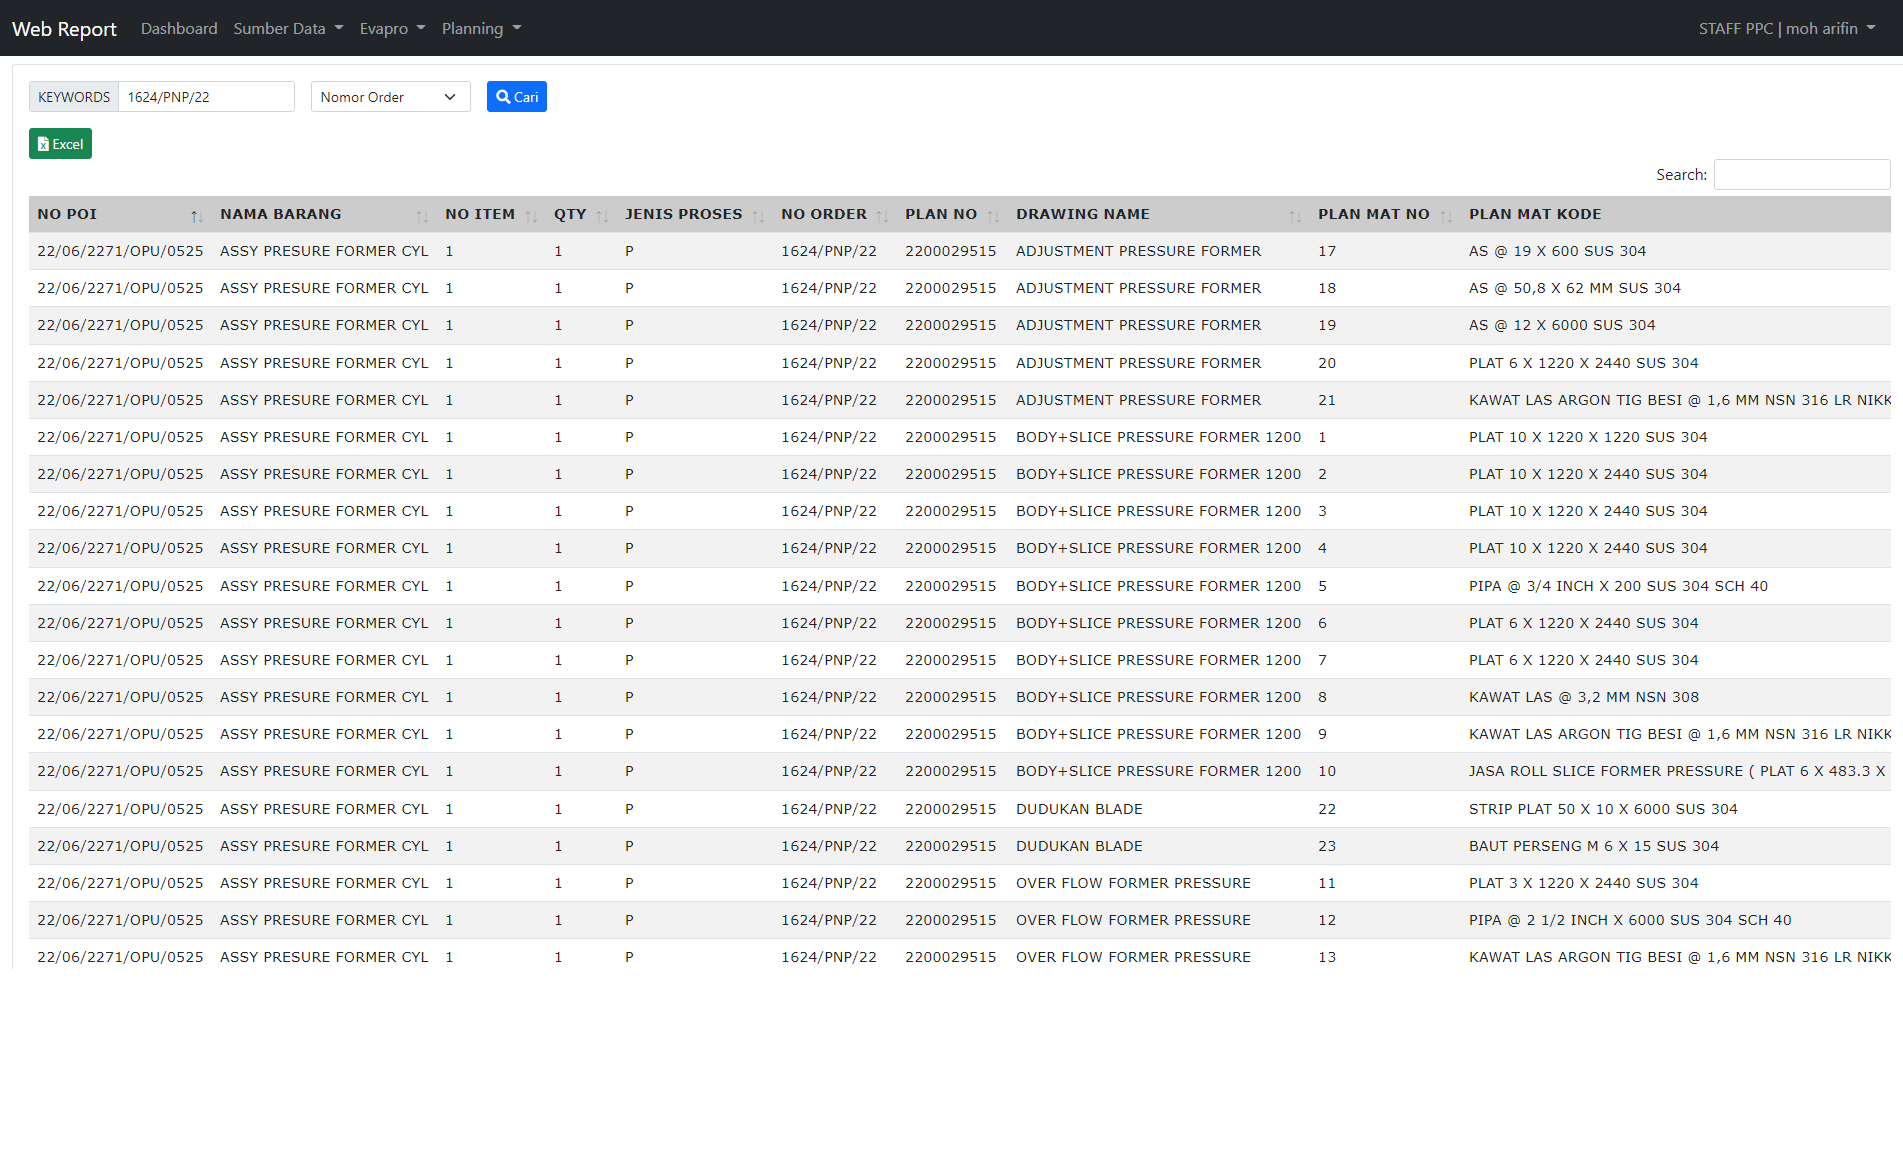 Web Report Dashboard Sumber Data Evapro Planning STAFF PPC | moh arifin
KEYWORDS 1624/PNP/22 Nomor Order Cari
Excel
Search:
NO POI NAMA BARANG NO ITEM QTY JENIS PROSES NO ORDER PLAN NO DRAWING NAME PLAN MAT NO PLAN MAT KODE
22/06/2271/OPU/0525 ASSY PRESURE FORMER CYL 1 1 P 1624/PNP/22 2200029515 ADJUSTMENT PRESSURE FORMER 17 AS @ 19 X 600 SUS 304
22/06/2271/OPU/0525 ASSY PRESURE FORMER CYL 1 1 P 1624/PNP/22 2200029515 ADJUSTMENT PRESSURE FORMER 18 AS @ 50,8 X 62 MM SUS 304
22/06/2271/OPU/0525 ASSY PRESURE FORMER CYL 1 1 P 1624/PNP/22 2200029515 ADJUSTMENT PRESSURE FORMER 19 AS @ 12 X 6000 SUS 304
22/06/2271/OPU/0525 ASSY PRESURE FORMER CYL 1 1 P 1624/PNP/22 2200029515 ADJUSTMENT PRESSURE FORMER 20 PLAT 6 X 1220 X 2440 SUS 304
22/06/2271/OPU/0525 ASSY PRESURE FORMER CYL 1 1 P 1624/PNP/22 2200029515 ADJUSTMENT PRESSURE FORMER 21 KAWAT LAS ARGON TIG BESI @ 1,6 MM NSN 316 LR NIKK
22/06/2271/OPU/0525 ASSY PRESURE FORMER CYL 1 1 P 1624/PNP/22 2200029515 BODY+SLICE PRESSURE FORMER 1200 1 PLAT 10 X 1220 X 1220 SUS 304
22/06/2271/OPU/0525 ASSY PRESURE FORMER CYL 1 1 P 1624/PNP/22 2200029515 BODY+SLICE PRESSURE FORMER 1200 2 PLAT 10 X 1220 X 2440 SUS 304
22/06/2271/OPU/0525 ASSY PRESURE FORMER CYL 1 1 P 1624/PNP/22 2200029515 BODY+SLICE PRESSURE FORMER 1200 3 PLAT 10 X 1220 X 2440 SUS 304
22/06/2271/OPU/0525 ASSY PRESURE FORMER CYL 1 1 P 1624/PNP/22 2200029515 BODY+SLICE PRESSURE FORMER 1200 4 PLAT 10 X 1220 X 2440 SUS 304
22/06/2271/OPU/0525 ASSY PRESURE FORMER CYL 1 1 P 1624/PNP/22 2200029515 BODY+SLICE PRESSURE FORMER 1200 5 PIPA @ 3/4 INCH X 200 SUS 304 SCH 40
22/06/2271/OPU/0525 ASSY PRESURE FORMER CYL 1 1 P 1624/PNP/22 2200029515 BODY+SLICE PRESSURE FORMER 1200 6 PLAT 6 X 1220 X 2440 SUS 304
22/06/2271/OPU/0525 ASSY PRESURE FORMER CYL 1 1 P 1624/PNP/22 2200029515 BODY+SLICE PRESSURE FORMER 1200 7 PLAT 6 X 1220 X 2440 SUS 304
22/06/2271/OPU/0525 ASSY PRESURE FORMER CYL 1 1 P 1624/PNP/22 2200029515 BODY+SLICE PRESSURE FORMER 1200 8 KAWAT LAS @ 3,2 MM NSN 308
22/06/2271/OPU/0525 ASSY PRESURE FORMER CYL 1 1 P 1624/PNP/22 2200029515 BODY+SLICE PRESSURE FORMER 1200 9 KAWAT LAS ARGON TIG BESI @ 1,6 MM NSN 316 LR NIKK
22/06/2271/OPU/0525 ASSY PRESURE FORMER CYL 1 1 P 1624/PNP/22 2200029515 BODY+SLICE PRESSURE FORMER 1200 10 JASA ROLL SLICE FORMER PRESSURE ( PLAT 6 X 483.3 X
22/06/2271/OPU/0525 ASSY PRESURE FORMER CYL 1 1 P 1624/PNP/22 2200029515 DUDUKAN BLADE 22 STRIP PLAT 50 X 10 X 6000 SUS 304
22/06/2271/OPU/0525 ASSY PRESURE FORMER CYL 1 1 P 1624/PNP/22 2200029515 DUDUKAN BLADE 23 BAUT PERSENG M 6 X 15 SUS 304
22/06/2271/OPU/0525 ASSY PRESURE FORMER CYL 1 1 P 1624/PNP/22 2200029515 OVER FLOW FORMER PRESSURE 11 PLAT 3 X 1220 X 2440 SUS 304
22/06/2271/OPU/0525 ASSY PRESURE FORMER CYL 1 1 P 1624/PNP/22 2200029515 OVER FLOW FORMER PRESSURE 12 PIPA @ 2 1/2 INCH X 6000 SUS 304 SCH 40
22/06/2271/OPU/0525 ASSY PRESURE FORMER CYL 1 1 P 1624/PNP/22 2200029515 OVER FLOW FORMER PRESSURE 13 KAWAT LAS ARGON TIG BESI @ 1,6 MM NSN 316 LR NIKK